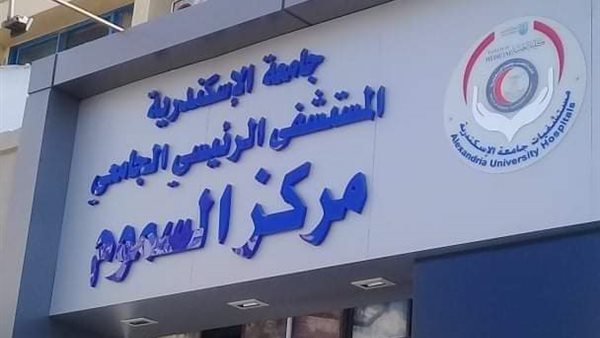 جامعة الإسكندرية
المستشفى الرئيسي الجامعي
مركز السموم
مستشفيات جامعة الإسكندرية
Alexandria University Hospitals